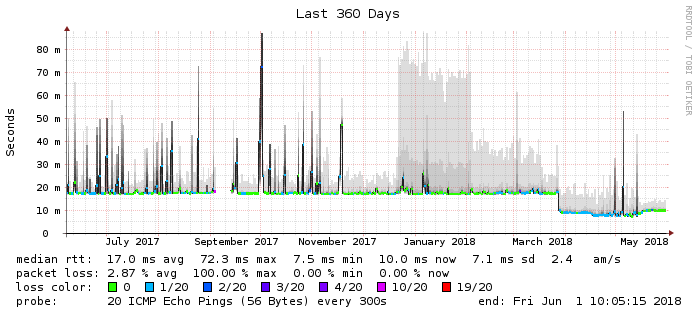 Last 360 Days
RRDTOOL / TOBI OETIKER
Seconds
80 m
70 m
60 m
50 m
40 m
30 m
20 m
10 m
0
July 2017 September 2017 November 2017 January 2018 March 2018 May 2018
median rtt: 17.0 ms avg 72.3 ms max 7.5 ms min 10.0 ms now 7.1 ms sd 2.4 am/s
packet loss: 2.87 % avg 100.00 % max 0.00 % min 0.00 % now
loss color: 0 1/20 2/20 3/20 4/20 10/20 19/20
probe: 20 ICMP Echo Pings (56 Bytes) every 300s end: Fri Jun 1 10:05:15 2018